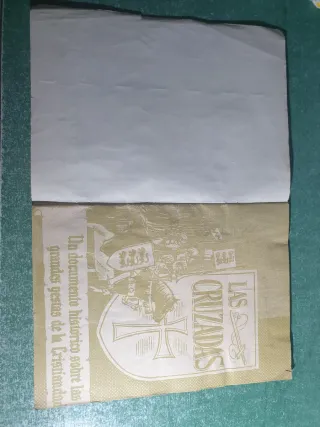 LAS
CRUZADAS
Un documento histórico sobre las
grandes gestas de la Cristiandad